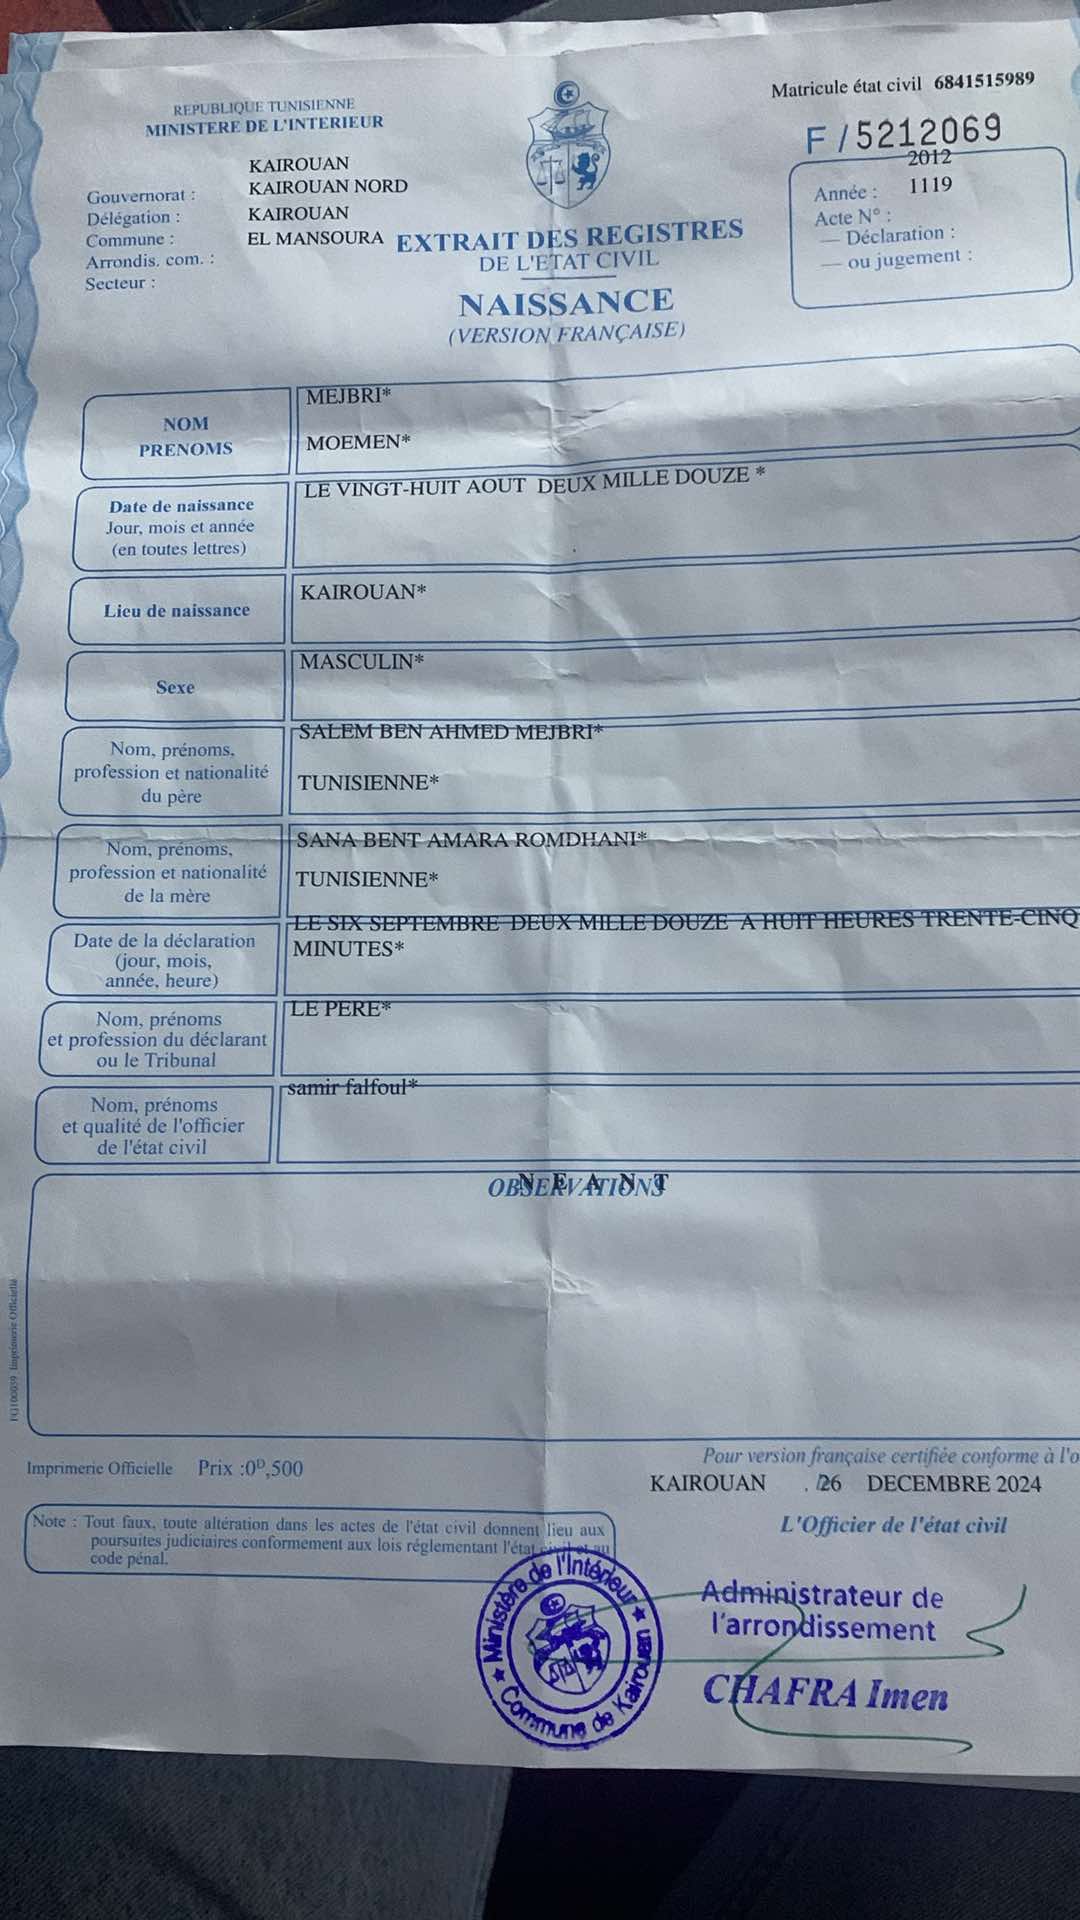 Matricule état civil 6841515989
REPUBLIQUE TUNISIENNE
MINISTERE DE L'INTERIEUR
F/5212069
2012
Année :
1119
Acte N° :
— Déclaration :
— ou jugement :
KAIROUAN
Gouvernorat :
KAIROUAN NORD
Délégation :
KAIROUAN
Commune :
EL MANSOURA
Arrondis. com. :
Secteur :
EXTRAIT DES REGISTRES
DE L'ETAT CIVIL
NAISSANCE
(VERSION FRANÇAISE)
NOM
PRENOMS
MEJBRI*
MOEMEN*
Date de naissance
Jour, mois et année
(en toutes lettres)
LE VINGT-HUIT AOUT DEUX MILLE DOUZE *
Lieu de naissance
KAIROUAN*
Sexe
MASCULIN*
Nom, prénoms,
profession et nationalité
du père
SALEM BEN AHMED MEJBRI*
TUNISIENNE*
Nom, prénoms,
profession et nationalité
de la mère
SANA BENT AMARA ROMDHANI*
TUNISIENNE*
Date de la déclaration
(jour, mois,
année, heure)
LE SIX SEPTEMBRE DEUX MILLE DOUZE A HUIT HEURES TRENTE-CINQ
MINUTES*
Nom, prénoms
et profession du déclarant
ou le Tribunal
LE PERE*
Nom, prénoms
et qualité de l'officier
de l'état civil
samir falfoul*
OBSERVATIONS
NEANT
FG100039 Imprimerie Officielle
Imprimerie Officielle Prix :0D,500
Pour version française certifiée conforme à l'o
KAIROUAN , 26 DECEMBRE 2024
L'Officier de l'état civil
Note : Tout faux, toute altération dans les actes de l'état civil donnent lieu aux
poursuites judiciaires conformement aux lois réglementant l'état civil et au
code pénal.
Ministère de l'Intérieur
Commune de Kairouan
Administrateur de
l'arrondissement
CHAFRA Imen